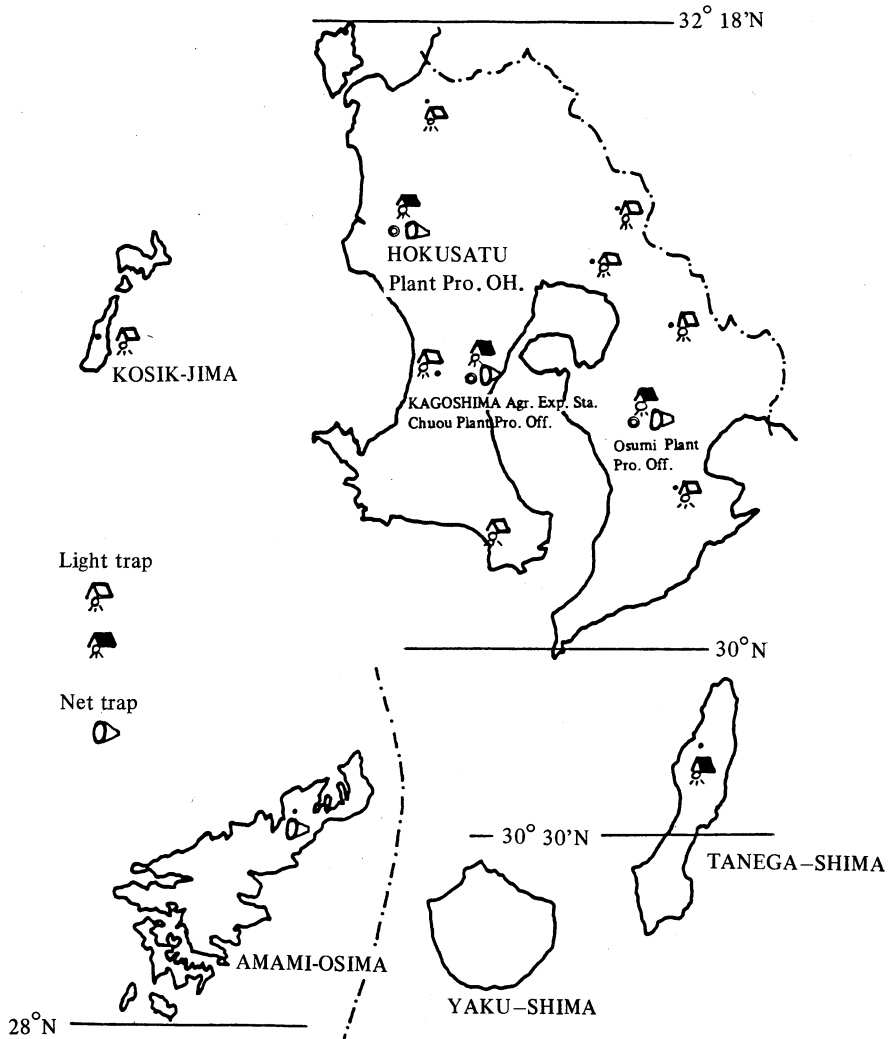 32° 18'N
HOKUSATU
Plant Pro. OH.
KOSIK-JIMA
KAGOSHIMA Agr. Exp. Sta.
Chuou Plant Pro. Off.
Osumi Plant
Pro. Off.
Light trap
30°N
Net trap
30° 30'N
TANEGA-SHIMA
AMAMI-OSIMA
YAKU-SHIMA
28°N